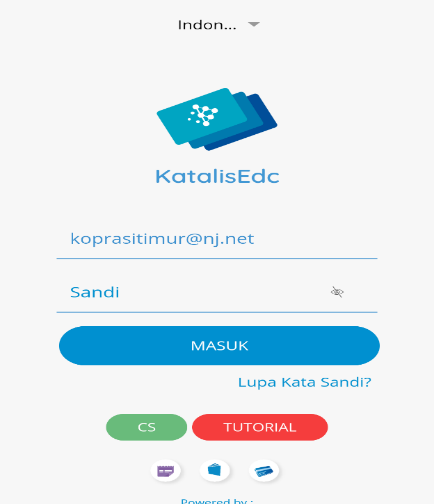 Indon...
KatalisEdc
koprasitimur@nj.net
Sandi
MASUK
Lupa Kata Sandi?
CS TUTORIAL
Powered by :